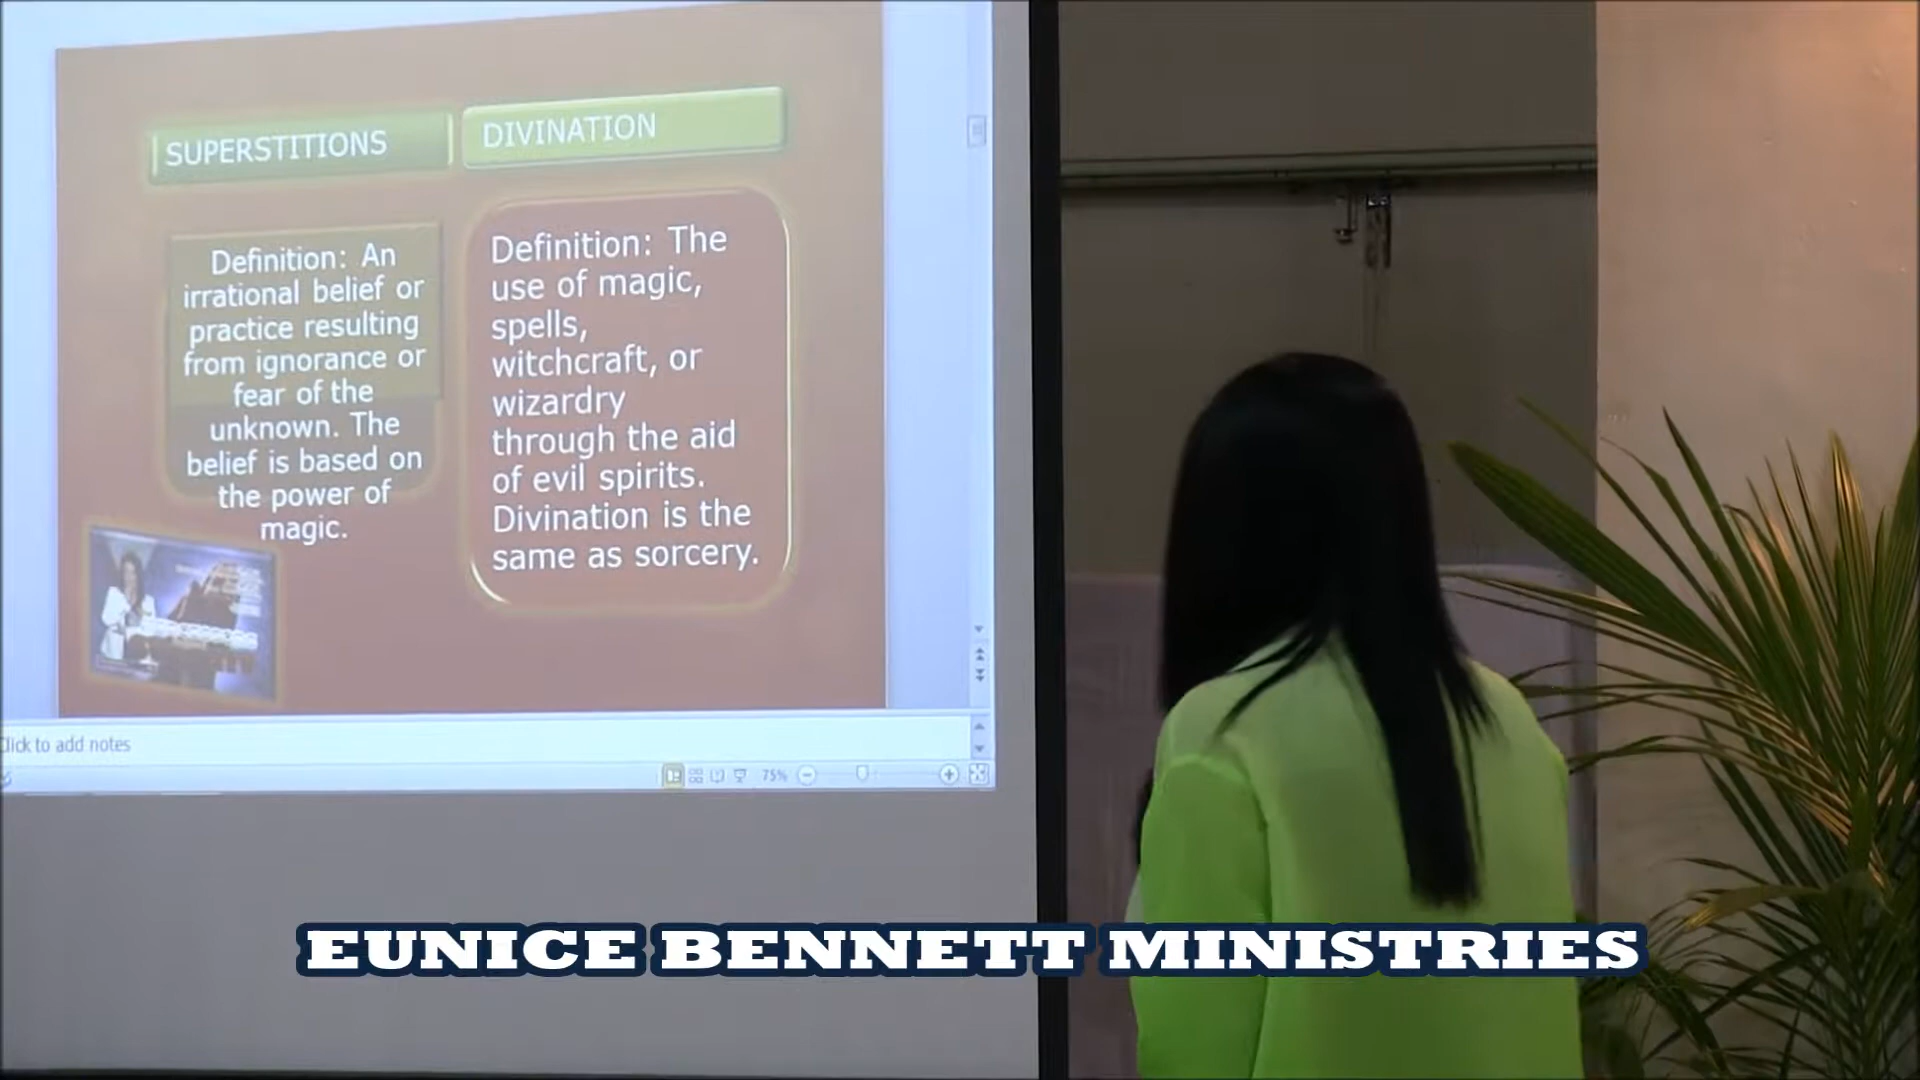 SUPERSTITIONS
DIVINATION
Definition: An
irrational belief or
practice resulting
from ignorance or
fear of the
unknown. The
belief is based on
the power of
magic.
Definition: The
use of magic,
spells,
witchcraft, or
wizardry
through the aid
of evil spirits.
Divination is the
same as sorcery.
Click to add notes
75%
EUNICE BENNETT MINISTRIES